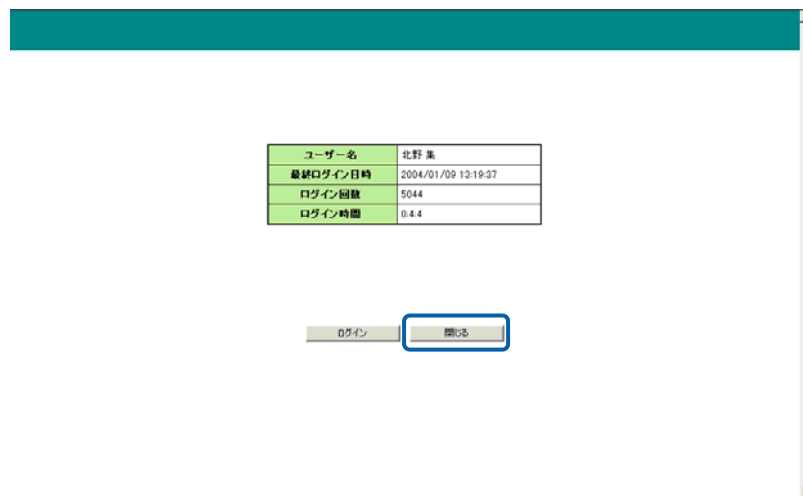 ユーザー名 北野 集
最終ログイン日時 2004/01/09 13:19:37
ログイン回数 5044
ログイン時間 0:4:4
ログイン 閉じる